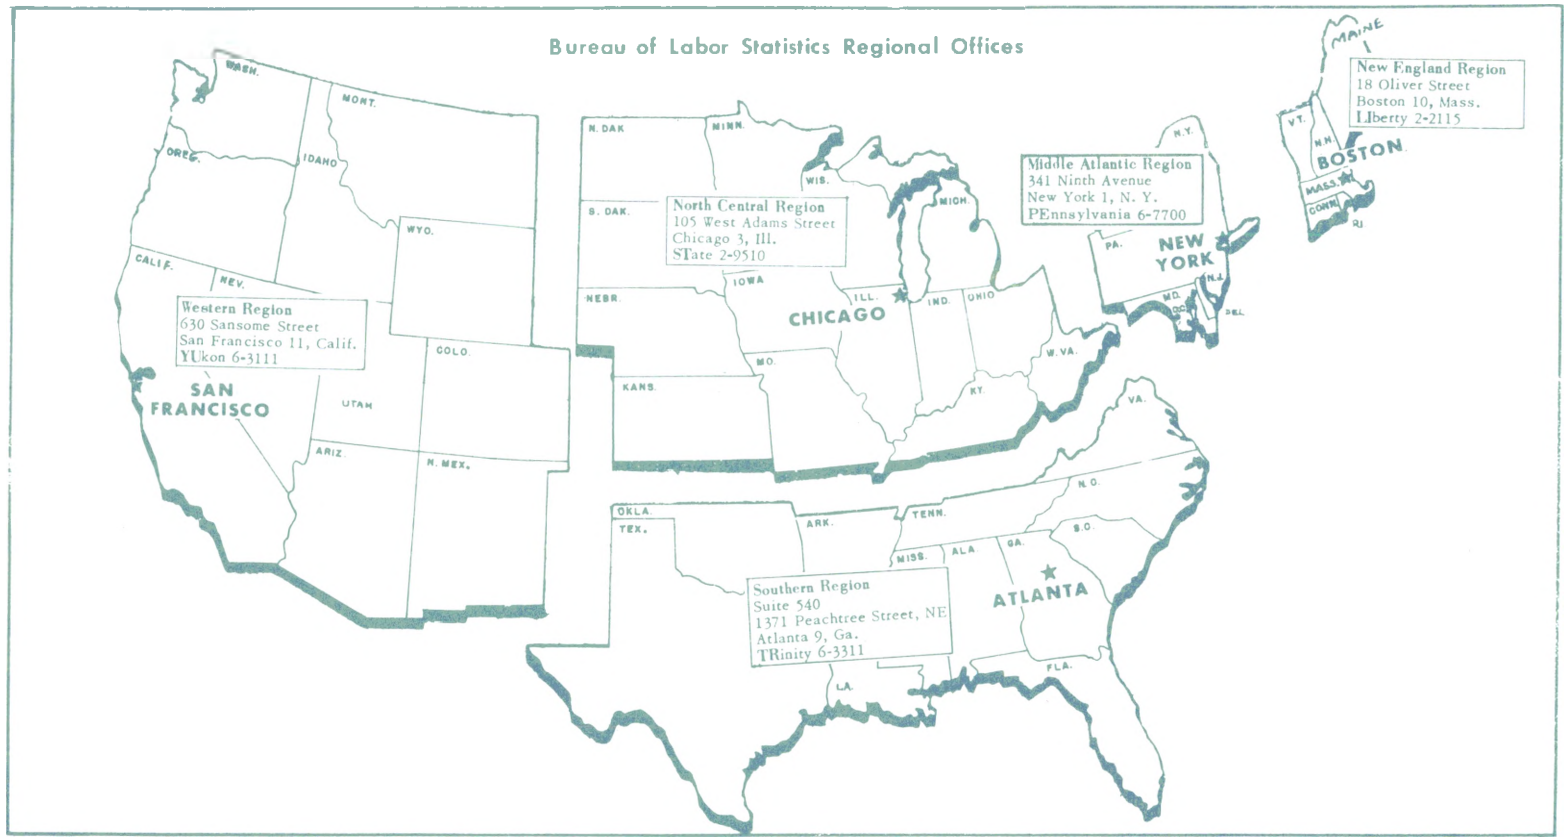 Bureau of Labor Statistics Regional Offices
MAINE
New England Region
18 Oliver Street
Boston 10, Mass.
LIberty 2-2115
VT.
N.H.
BOSTON
MASS.
CONN.
RI
N.Y.
Middle Atlantic Region
341 Ninth Avenue
New York 1, N. Y.
PEnnsylvania 6-7700
PA.
NEW
YORK
N.J.
MD.
D.C.
DEL
WASH.
MONT.
OREG.
IDAHO
WYO.
CALIF.
NEV.
Western Region
630 Sansome Street
San Francisco 11, Calif.
YUkon 6-3111
SAN
FRANCISCO
COLO.
UTAH
ARIZ.
N. MEX.
N. DAK
MINN.
WIS.
S. DAK.
MICH.
North Central Region
105 West Adams Street
Chicago 3, Ill.
STate 2-9510
NEBR.
IOWA
ILL.
IND.
OHIO
CHICAGO
MO.
W. VA.
KANS.
KY.
VA.
N.C.
OKLA.
TEX.
ARK.
TENN.
S.C.
MISS.
ALA.
GA.
ATLANTA
Southern Region
Suite 540
1371 Peachtree Street, NE
Atlanta 9, Ga.
TRinity 6-3311
LA.
FLA.